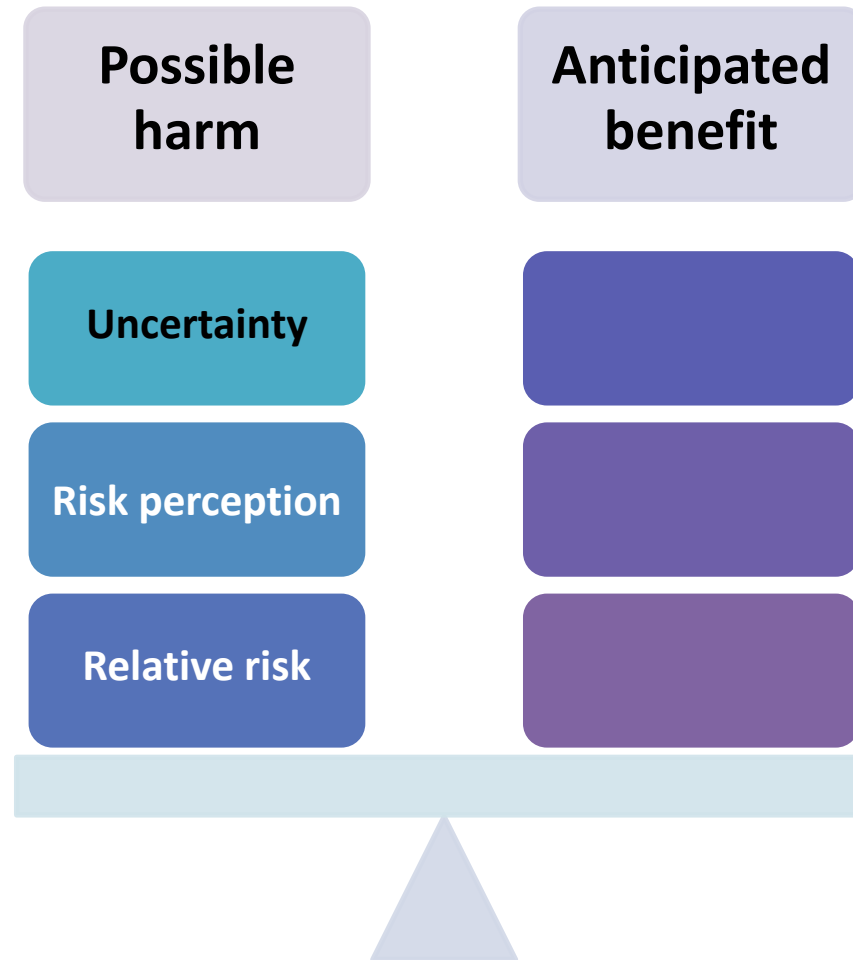 Possible
harm
Anticipated
benefit
Uncertainty
Risk perception
Relative risk